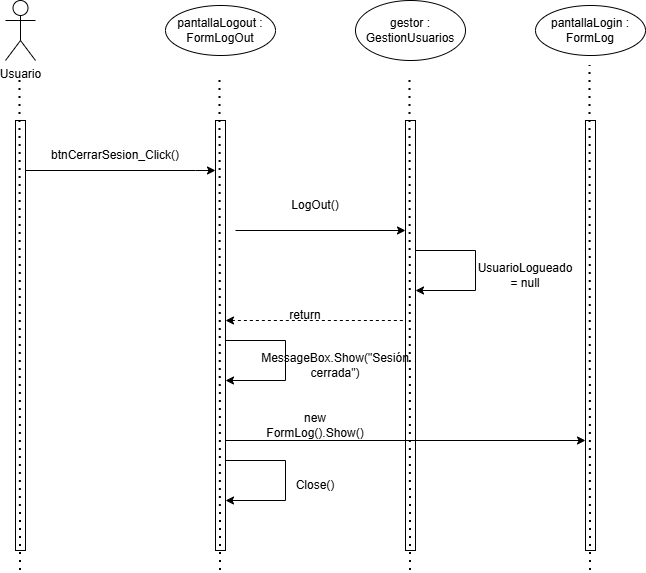 pantallaLogout :
FormLogOut
gestor :
GestionUsuarios
pantallaLogin :
FormLog
Usuario
btnCerrarSesion_Click()
LogOut()
UsuarioLogueado
= null
return
MessageBox.Show("Sesión
cerrada")
new
FormLog().Show()
Close()